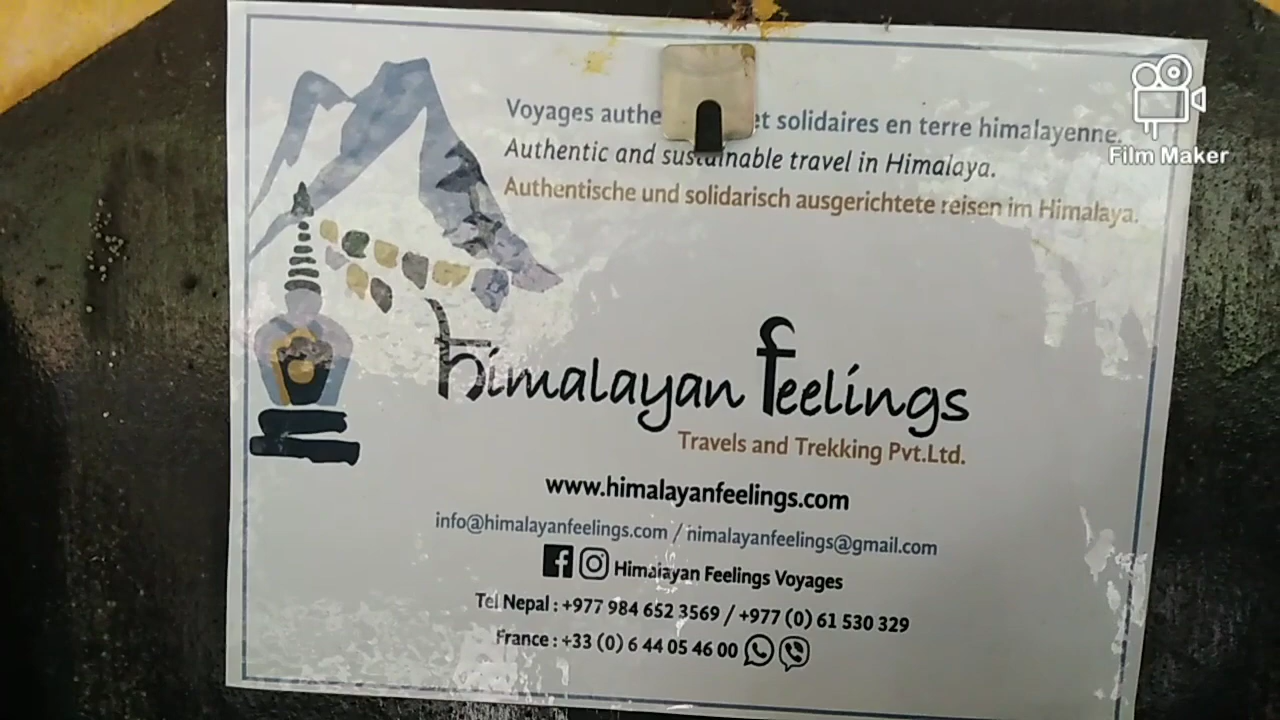 Voyages authe et solidaires en terre himalayenne.
Authentic and sustainable travel in Himalaya.
Authentische und solidarisch ausgerichtete reisen im Himalaya.
himalayan feelings
Travels and Trekking Pvt.Ltd.
www.himalayanfeelings.com
info@himalayanfeelings.com / himalayanfeelings@gmail.com
Himalayan Feelings Voyages
Tel Nepal : +977 984 652 3569 / +977 (0) 61 530 329
France : +33 (0) 6 44 05 46 00
Film Maker